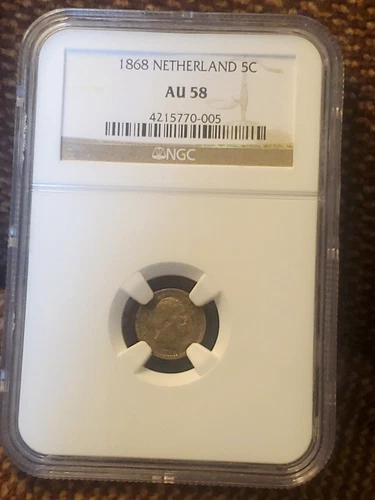 1868 NETHERLAND 5C
AU 58
4215770-005
NGC